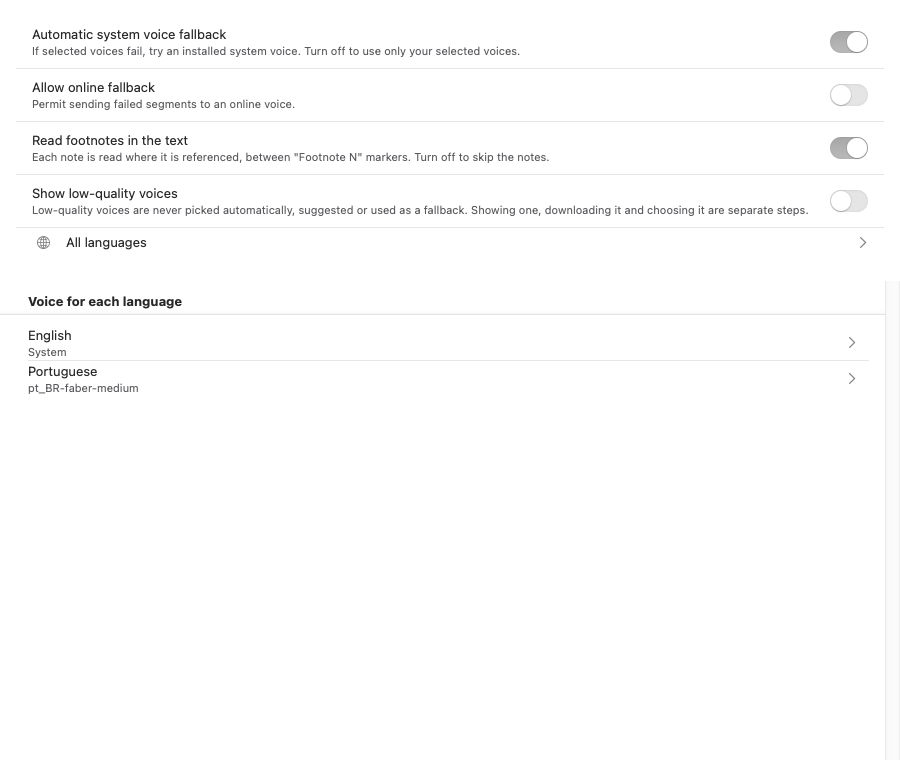 Automatic system voice fallback
If selected voices fail, try an installed system voice. Turn off to use only your selected voices.
Allow online fallback
Permit sending failed segments to an online voice.
Read footnotes in the text
Each note is read where it is referenced, between "Footnote N" markers. Turn off to skip the notes.
Show low-quality voices
Low-quality voices are never picked automatically, suggested or used as a fallback. Showing one, downloading it and choosing it are separate steps.
All languages
Voice for each language
English
System
Portuguese
pt_BR-faber-medium